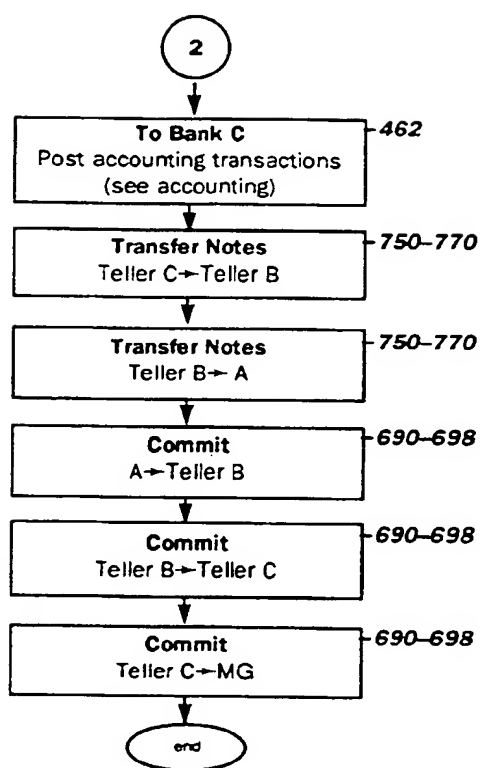 2
To Bank C
462
Post accounting transactions
(see accounting)
Transfer Notes
750-770
Teller C→Teller B
Transfer Notes
750-770
Teller B→A
Commit
690-698
A→Teller B
Commit
690-698
Teller B→Teller C
Commit
690-698
Teller C→MG
end